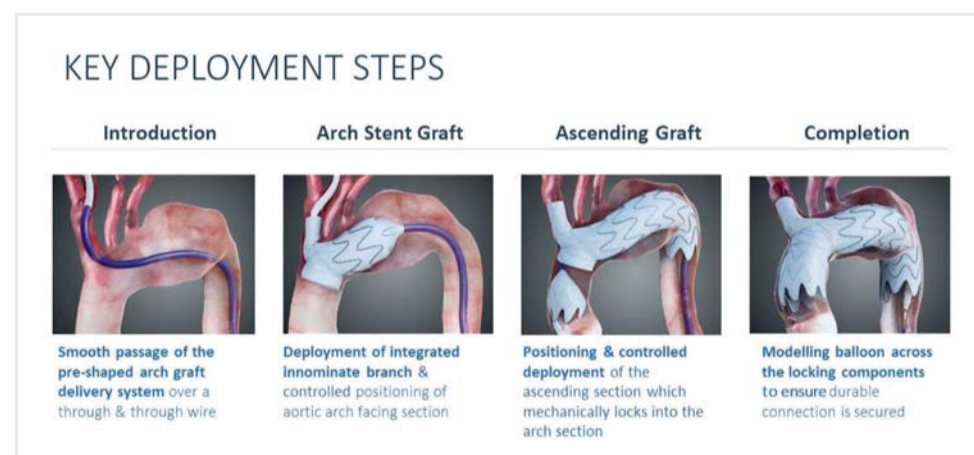 KEY DEPLOYMENT STEPS
Introduction
Arch Stent Graft
Ascending Graft
Completion
Smooth passage of the
pre-shaped arch graft
delivery system over a
through & through wire
Deployment of integrated
innominate branch &
controlled positioning of
aortic arch facing section
Positioning & controlled
deployment of the
ascending section which
mechanically locks into the
arch section
Modelling balloon across
the locking components
to ensure durable
connection is secured